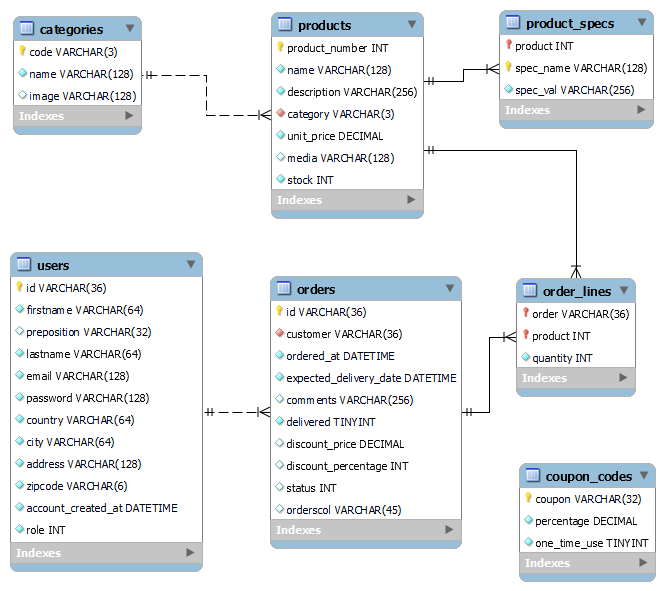 categories
code VARCHAR(3)
name VARCHAR(128)
image VARCHAR(128)
Indexes
products
product_number INT
name VARCHAR(128)
description VARCHAR(256)
category VARCHAR(3)
unit_price DECIMAL
media VARCHAR(128)
stock INT
Indexes
product_specs
product INT
spec_name VARCHAR(128)
spec_val VARCHAR(256)
Indexes
users
id VARCHAR(36)
firstname VARCHAR(64)
preposition VARCHAR(32)
lastname VARCHAR(64)
email VARCHAR(128)
password VARCHAR(128)
country VARCHAR(64)
city VARCHAR(64)
address VARCHAR(128)
zipcode VARCHAR(6)
account_created_at DATETIME
role INT
Indexes
orders
id VARCHAR(36)
customer VARCHAR(36)
ordered_at DATETIME
expected_delivery_date DATETIME
comments VARCHAR(256)
delivered TINYINT
discount_price DECIMAL
discount_percentage INT
status INT
orderscol VARCHAR(45)
Indexes
order_lines
order VARCHAR(36)
product INT
quantity INT
Indexes
coupon_codes
coupon VARCHAR(32)
percentage DECIMAL
one_time_use TINYINT
Indexes